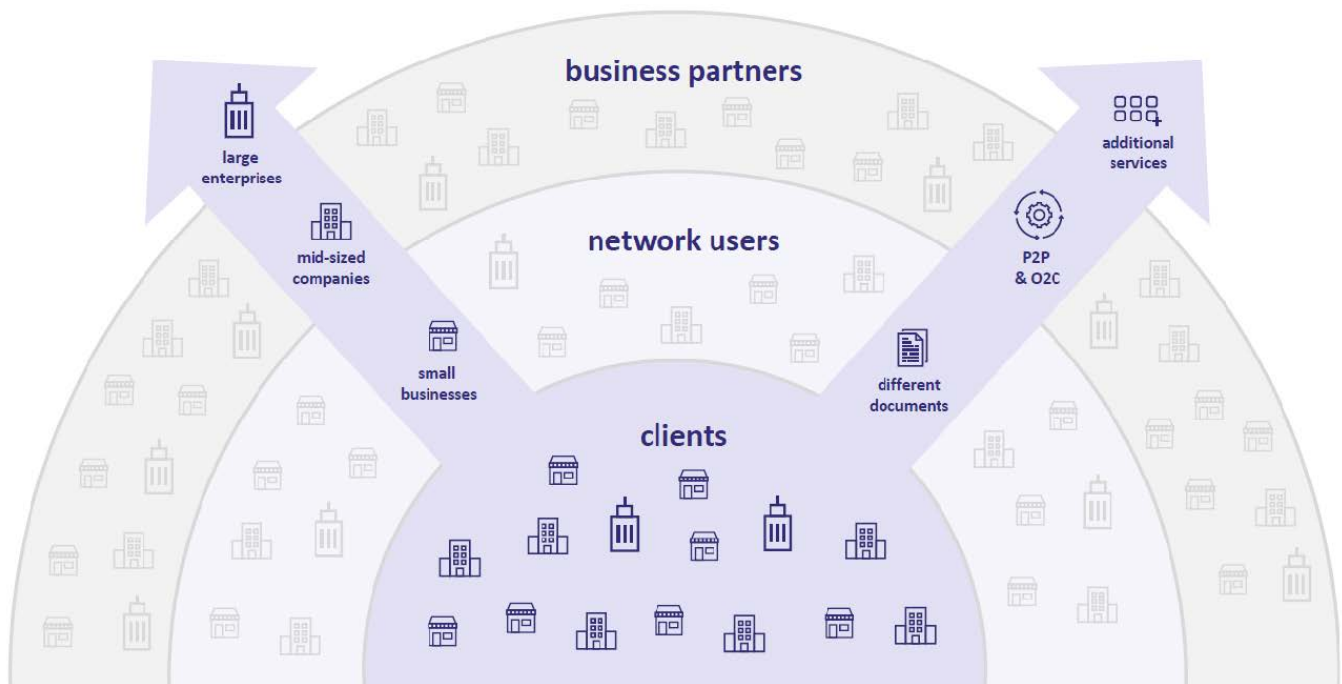 business partners
large
enterprises
additional
services
mid-sized
companies
network users
P2P
& O2C
small
businesses
different
documents
clients